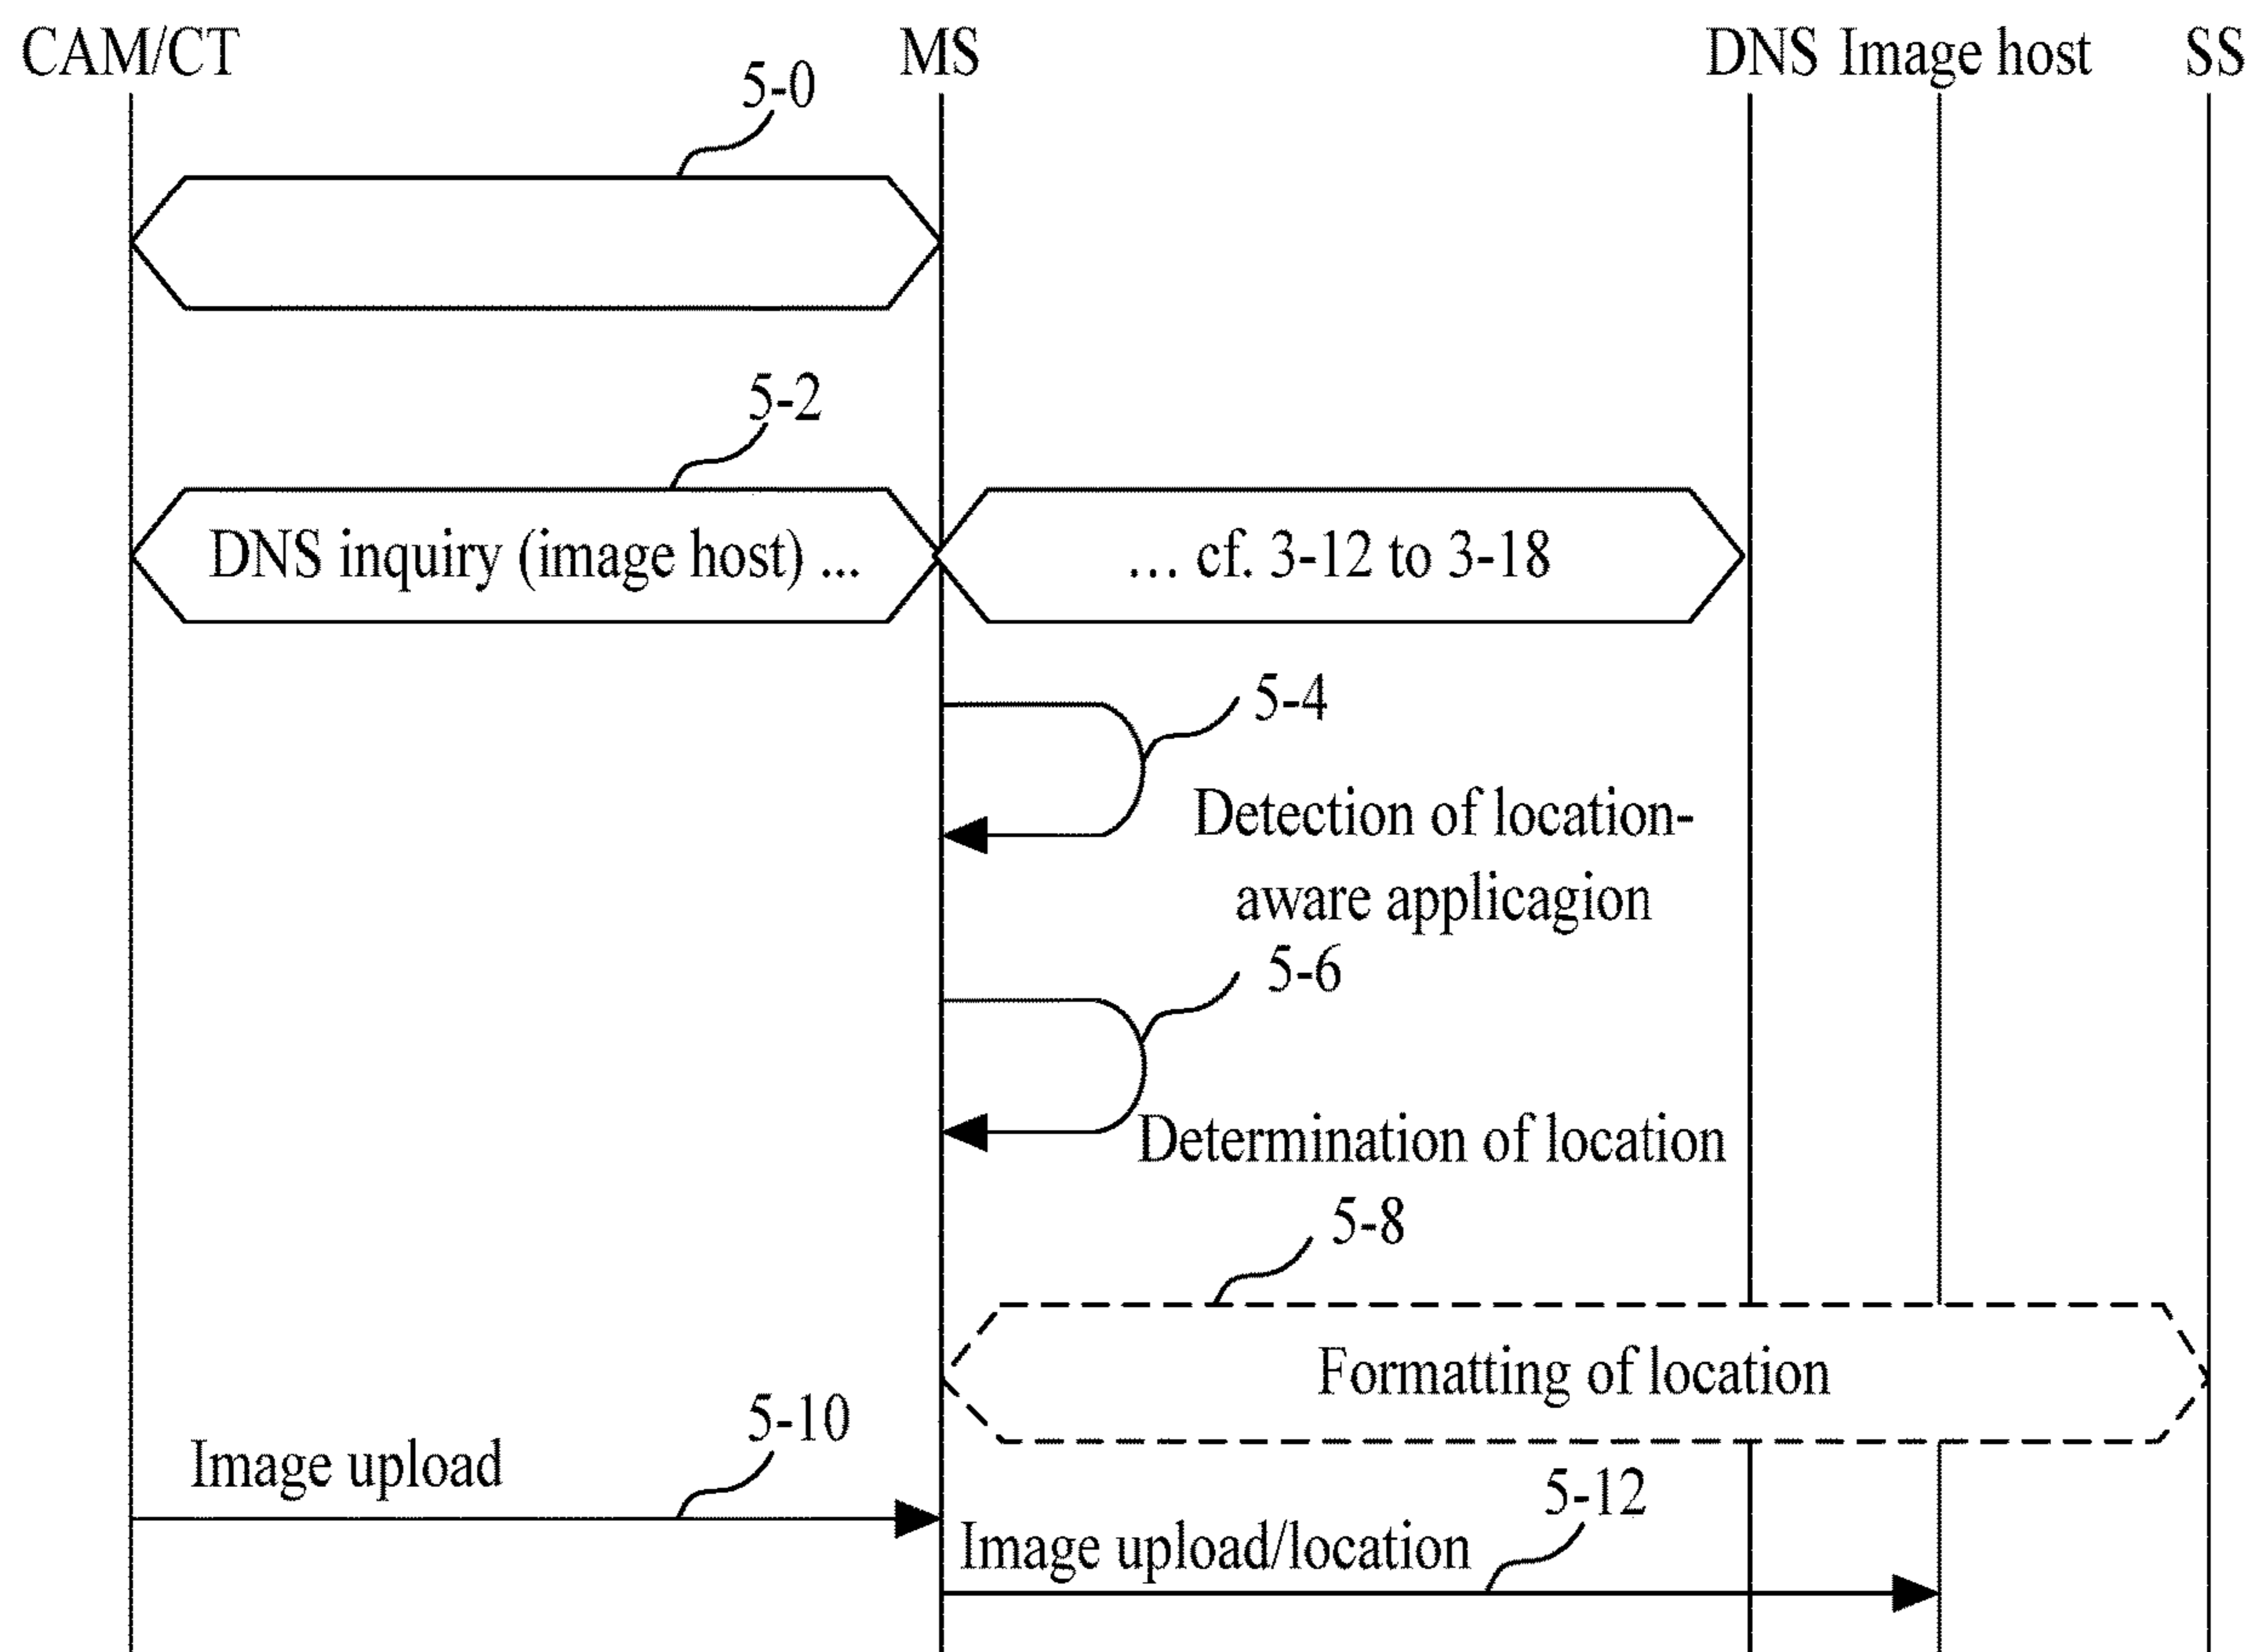 CAM/CT MS DNS Image host SS
5-0
5-2
DNS inquiry (image host) ... ... cf. 3-12 to 3-18
5-4
Detection of location-
aware applicagion
5-6
Determination of location
5-8
Formatting of location
5-10
Image upload
5-12
Image upload/location